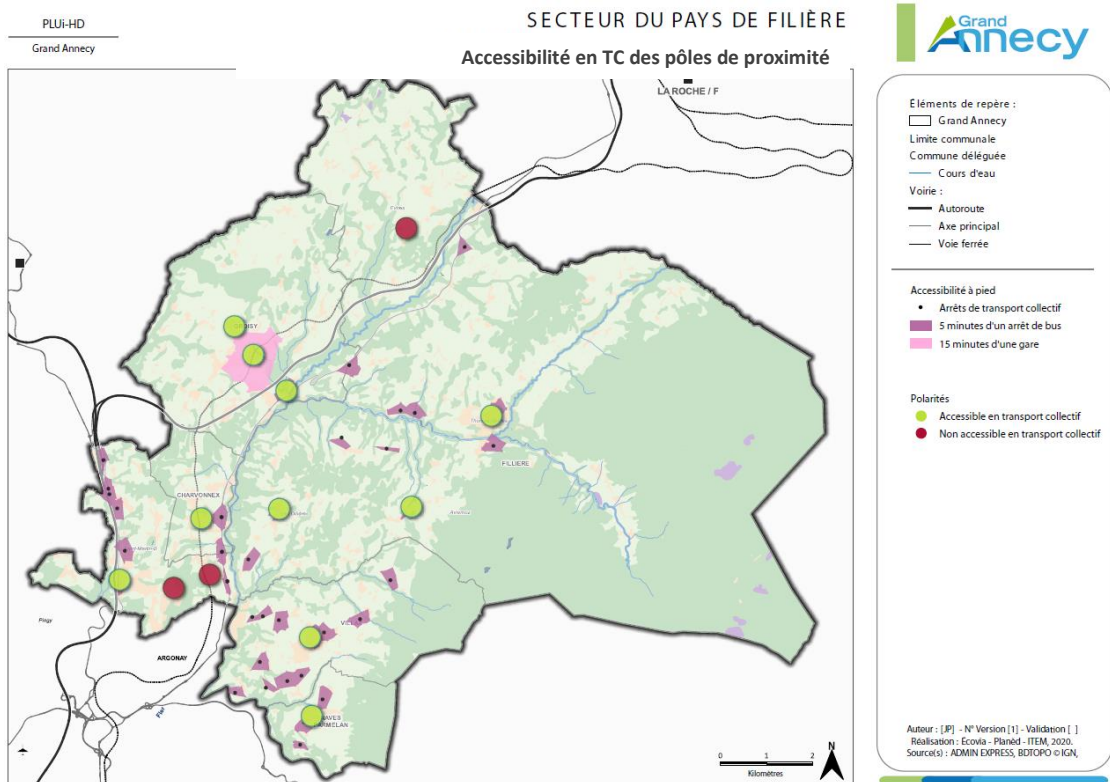 PLUi-HD
Grand Annecy
SECTEUR DU PAYS DE FILIÈRE
Accessibilité en TC des pôles de proximité
Grand
Annecy
LA ROCHE / F
CHARVONNEX
FILLIERE
ARGONAY
Fier
0 1 2
Kilomètres
N
Éléments de repère :
Grand Annecy
Limite communale
Commune déléguée
Cours d'eau
Voirie :
Autoroute
Axe principal
Voie ferrée
Accessibilité à pied
Arrêts de transport collectif
5 minutes d'un arrêt de bus
15 minutes d'une gare
Polarités
Accessible en transport collectif
Non accessible en transport collectif
Auteur : [JP] - N° Version [1] - Validation [ ]
Réalisation : Ecovia - Planèd - ITEM, 2020.
Source(s) : ADMIN EXPRESS, BDTOPO © IGN,